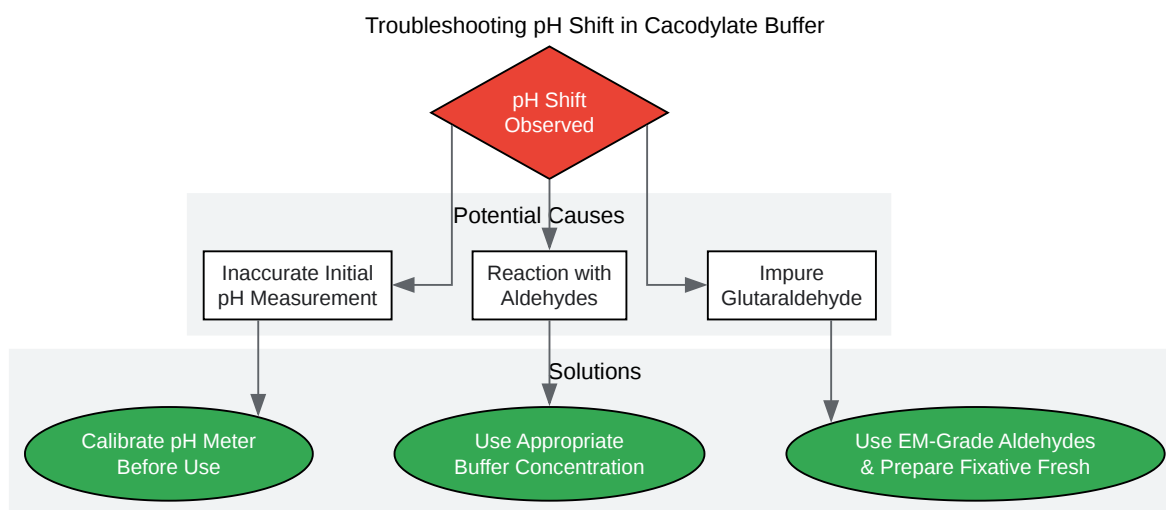 Troubleshooting pH Shift in Cacodylate Buffer
pH Shift
Observed
Potential Causes
Inaccurate Initial
pH Measurement
Reaction with
Aldehydes
Impure
Glutaraldehyde
Solutions
Calibrate pH Meter
Before Use
Use Appropriate
Buffer Concentration
Use EM-Grade Aldehydes
& Prepare Fixative Fresh